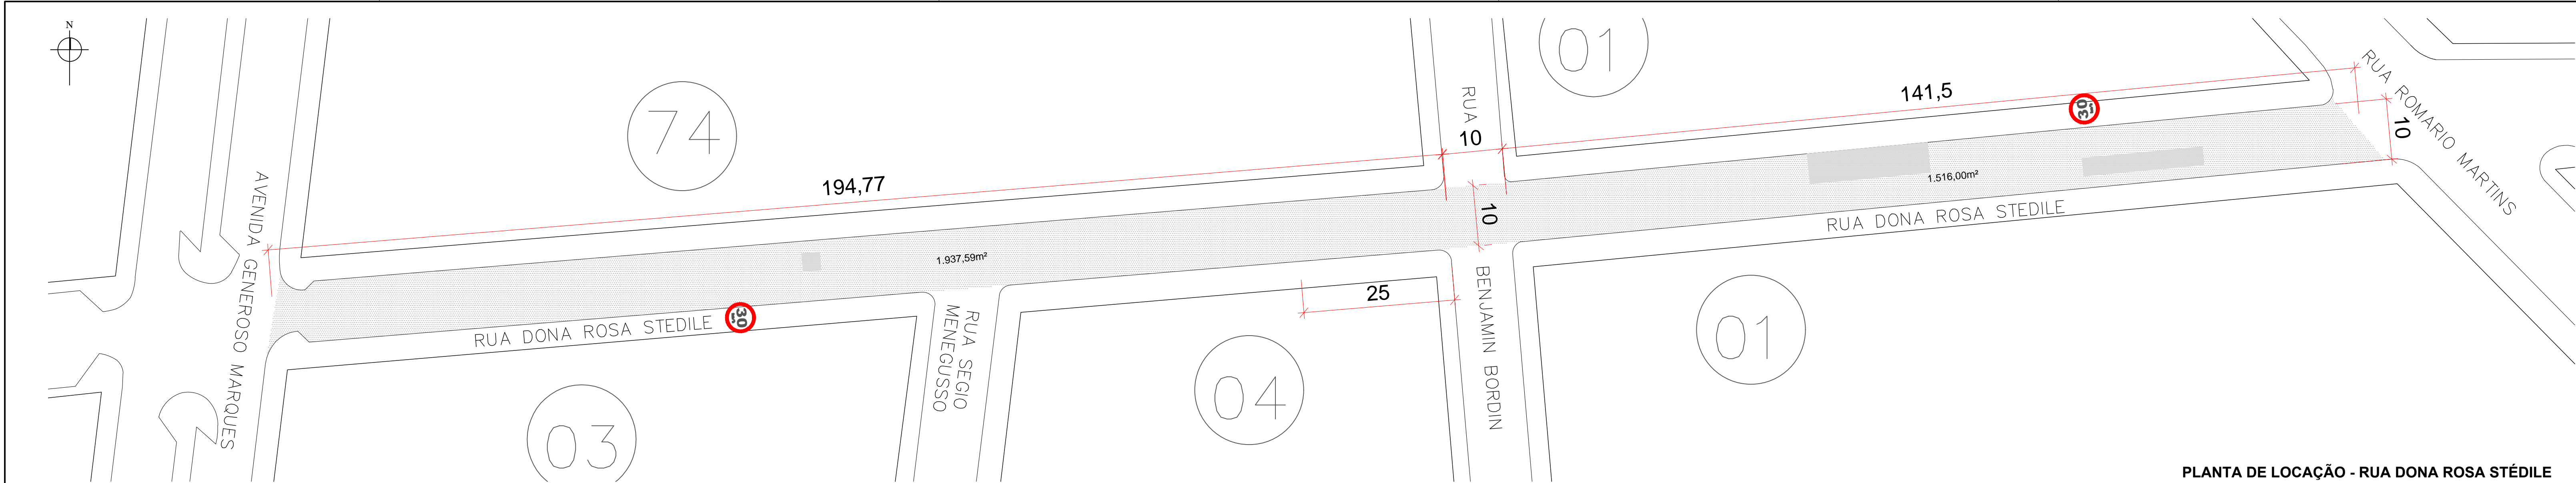 N
74
01
RUA
10
141,5
30
RUA ROMARIO MARTINS
10
194,77
AVENIDA GENEROSO MARQUES
10
1.516,00m²
RUA DONA ROSA STEDILE
1.937,59m²
25
30
RUA DONA ROSA STEDILE
RUA SEGIO
MENEGUSSO
BENJAMIN BORDIN
03
04
01
PLANTA DE LOCAÇÃO - RUA DONA ROSA STÉDILE